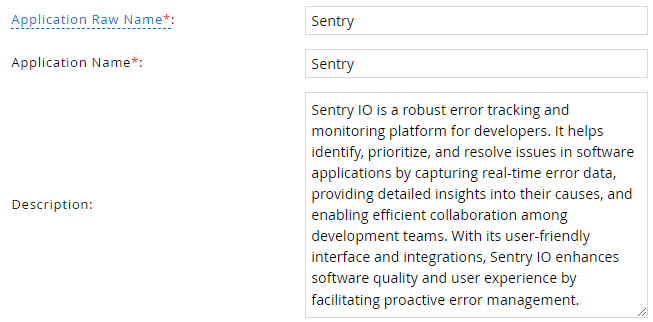 Application Raw Name*: Sentry
Application Name*: Sentry
Description:
Sentry IO is a robust error tracking and
monitoring platform for developers. It helps
identify, prioritize, and resolve issues in software
applications by capturing real-time error data,
providing detailed insights into their causes, and
enabling efficient collaboration among
development teams. With its user-friendly
interface and integrations, Sentry IO enhances
software quality and user experience by
facilitating proactive error management.